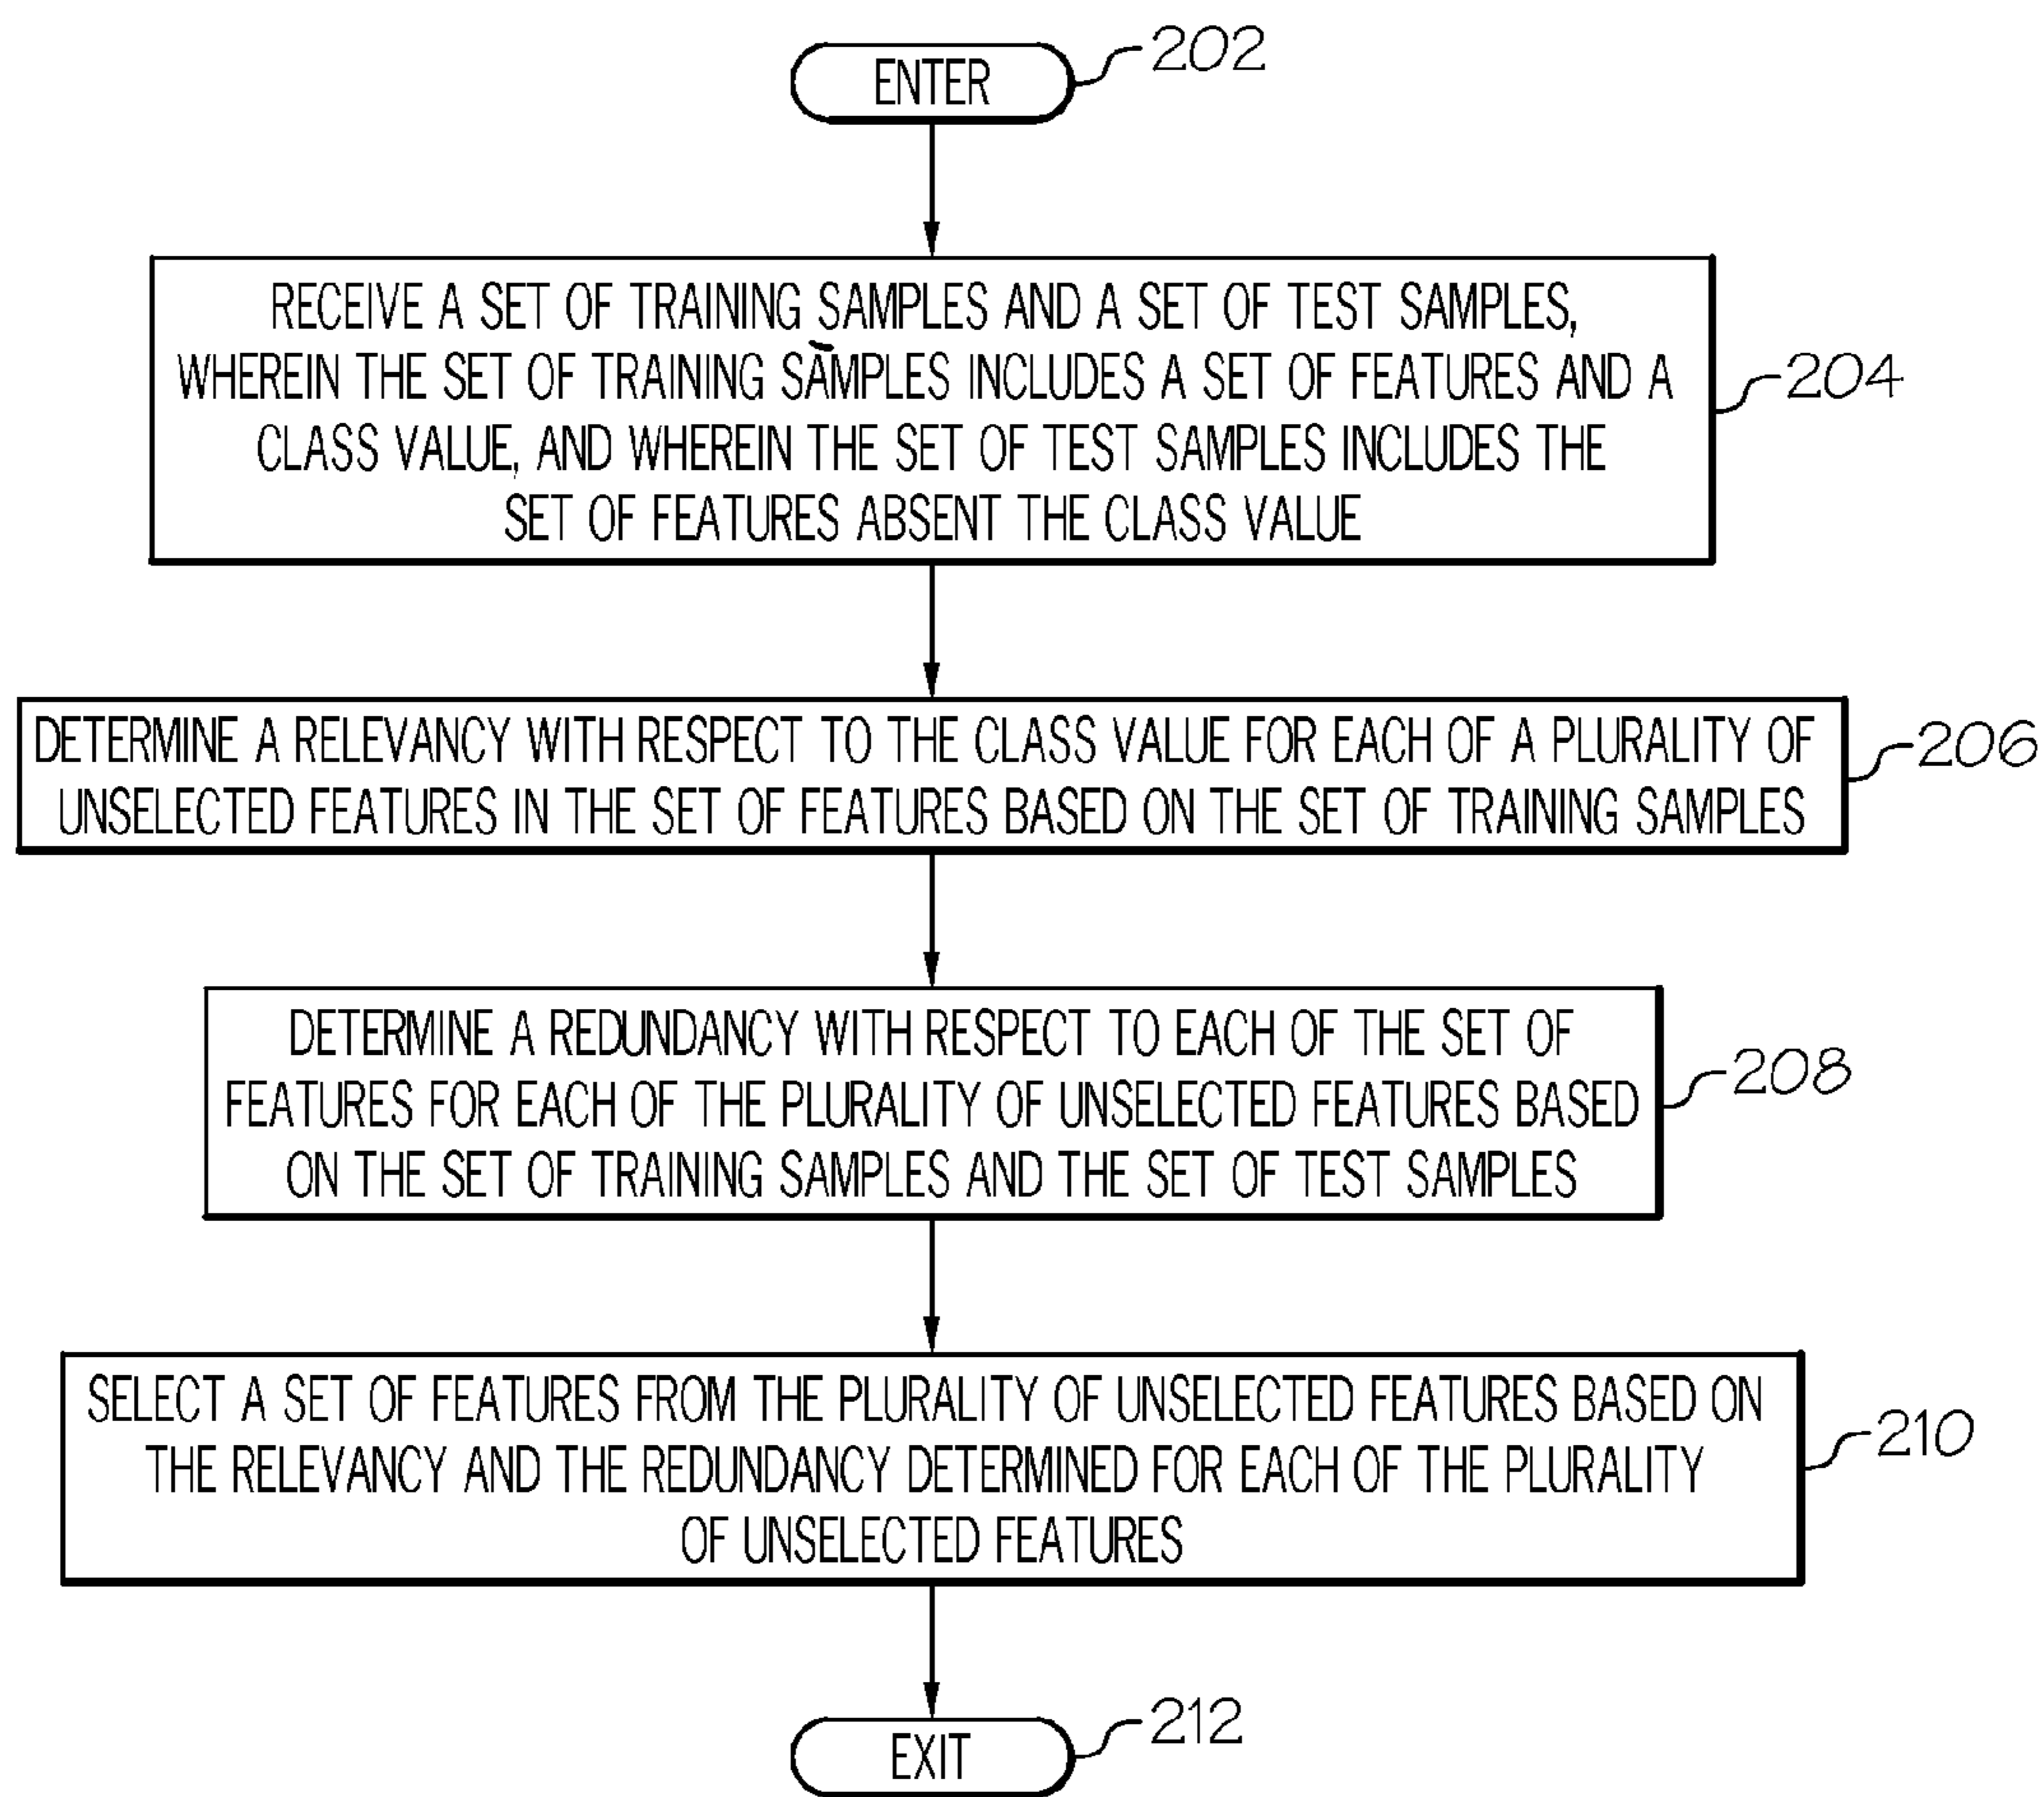 ENTER
202
RECEIVE A SET OF TRAINING SAMPLES AND A SET OF TEST SAMPLES,
WHEREIN THE SET OF TRAINING SAMPLES INCLUDES A SET OF FEATURES AND A
CLASS VALUE, AND WHEREIN THE SET OF TEST SAMPLES INCLUDES THE
SET OF FEATURES ABSENT THE CLASS VALUE
204
DETERMINE A RELEVANCY WITH RESPECT TO THE CLASS VALUE FOR EACH OF A PLURALITY OF
UNSELECTED FEATURES IN THE SET OF FEATURES BASED ON THE SET OF TRAINING SAMPLES
206
DETERMINE A REDUNDANCY WITH RESPECT TO EACH OF THE SET OF
FEATURES FOR EACH OF THE PLURALITY OF UNSELECTED FEATURES BASED
ON THE SET OF TRAINING SAMPLES AND THE SET OF TEST SAMPLES
208
SELECT A SET OF FEATURES FROM THE PLURALITY OF UNSELECTED FEATURES BASED ON
THE RELEVANCY AND THE REDUNDANCY DETERMINED FOR EACH OF THE PLURALITY
OF UNSELECTED FEATURES
210
EXIT
212